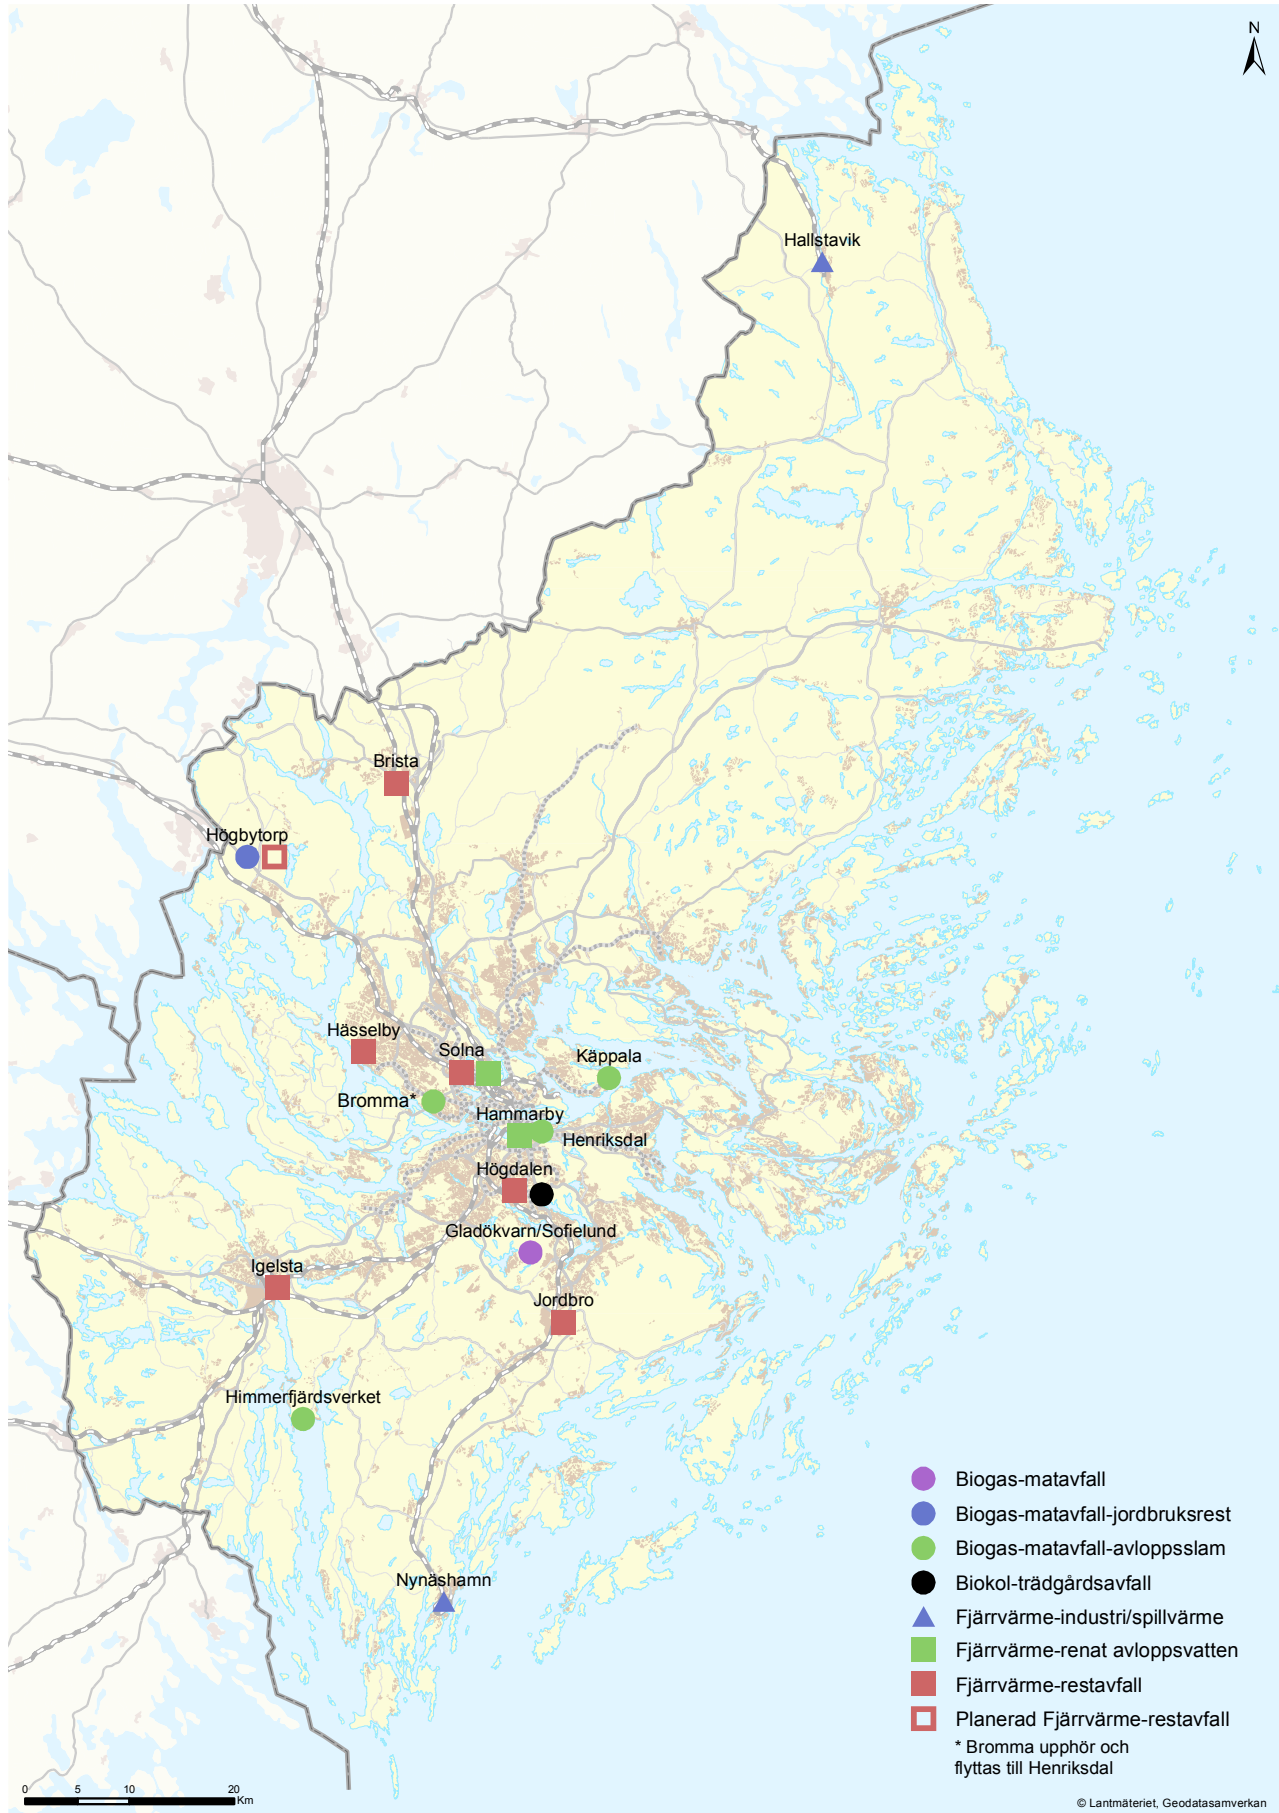 N
Hallstavik
Brista
Högbytorp
Hässelby
Solna
Käppala
Bromma*
Hammarby
Henriksdal
Högdalen
Gladökvarn/Sofielund
Igelsta
Jordbro
Himmerfjärdsverket
Nynäshamn
Biogas-matavfall
Biogas-matavfall-jordbruksrest
Biogas-matavfall-avloppsslam
Biokol-trädgårdsavfall
Fjärrvärme-industri/spillvärme
Fjärrvärme-renat avloppsvatten
Fjärrvärme-restavfall
Planerad Fjärrvärme-restavfall
* Bromma upphör och
flyttas till Henriksdal
0 5 10 20
Km
© Lantmäteriet, Geodatasamverkan